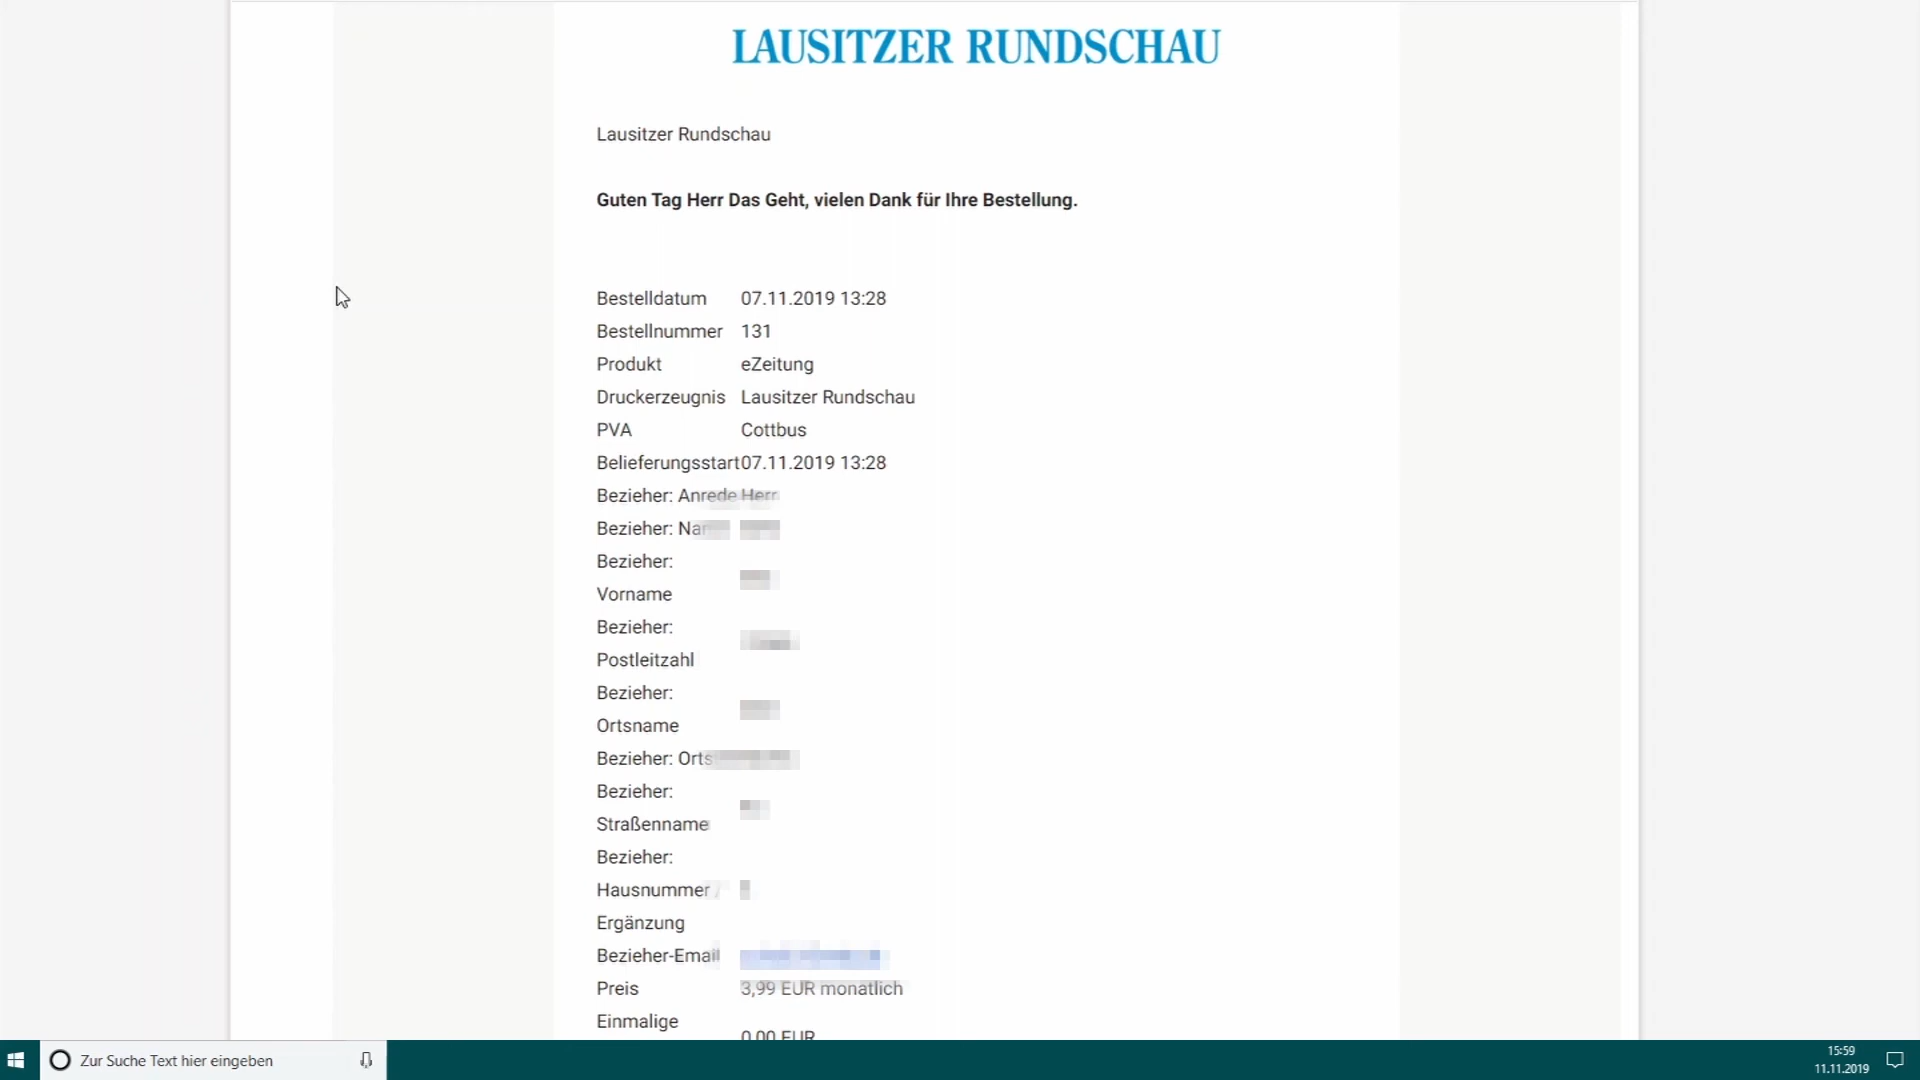 LAUSITZER RUNDSCHAU
Lausitzer Rundschau
Guten Tag Herr Das Geht, vielen Dank für Ihre Bestellung.
Bestelldatum 07.11.2019 13:28
Bestellnummer 131
Produkt eZeitung
Druckerzeugnis Lausitzer Rundschau
PVA Cottbus
Belieferungsstart 07.11.2019 13:28
Bezieher: Anrede Herr
Bezieher:
Bezieher:
Vorname
Bezieher:
Postleitzahl
Bezieher:
Ortsname
Bezieher:
Bezieher:
Straßenname
Bezieher:
Hausnummer /
Ergänzung
Bezieher-Email
Preis 3,99 EUR monatlich
Einmalige
0,00 EUR
Zur Suche Text hier eingeben
15:59
11.11.2019